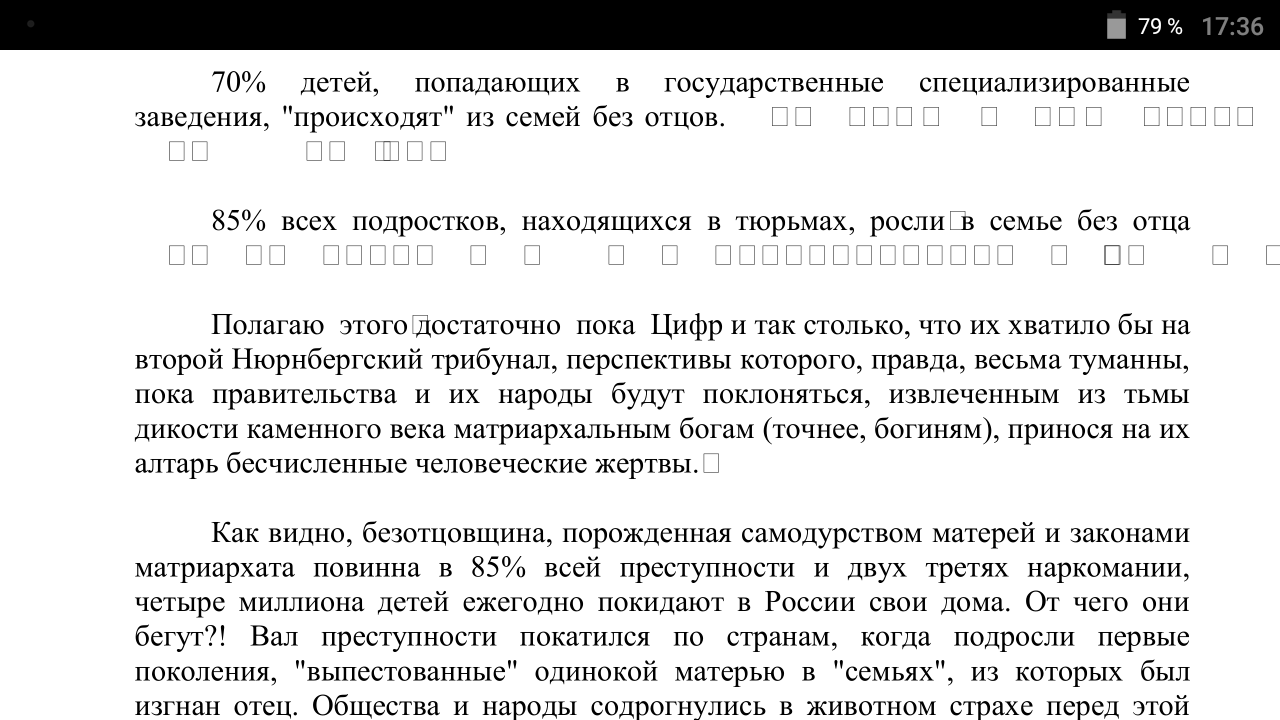 79 % 17:36
70% детей, попадающих в государственные специализированные
заведения, "происходят" из семей без отцов.
85% всех подростков, находящихся в тюрьмах, росли в семье без отца
Полагаю этого достаточно пока Цифр и так столько, что их хватило бы на
второй Нюрнбергский трибунал, перспективы которого, правда, весьма туманны,
пока правительства и их народы будут поклоняться, извлеченным из тьмы
дикости каменного века матриархальным богам (точнее, богиням), принося на их
алтарь бесчисленные человеческие жертвы.
Как видно, безотцовщина, порожденная самодурством матерей и законами
матриархата повинна в 85% всей преступности и двух третях наркомании,
четыре миллиона детей ежегодно покидают в России свои дома. От чего они
бегут?! Вал преступности покатился по странам, когда подросли первые
поколения, "выпестованные" одинокой матерью в "семьях", из которых был
изгнан отец. Общества и народы содрогнулись в животном страхе перед этой